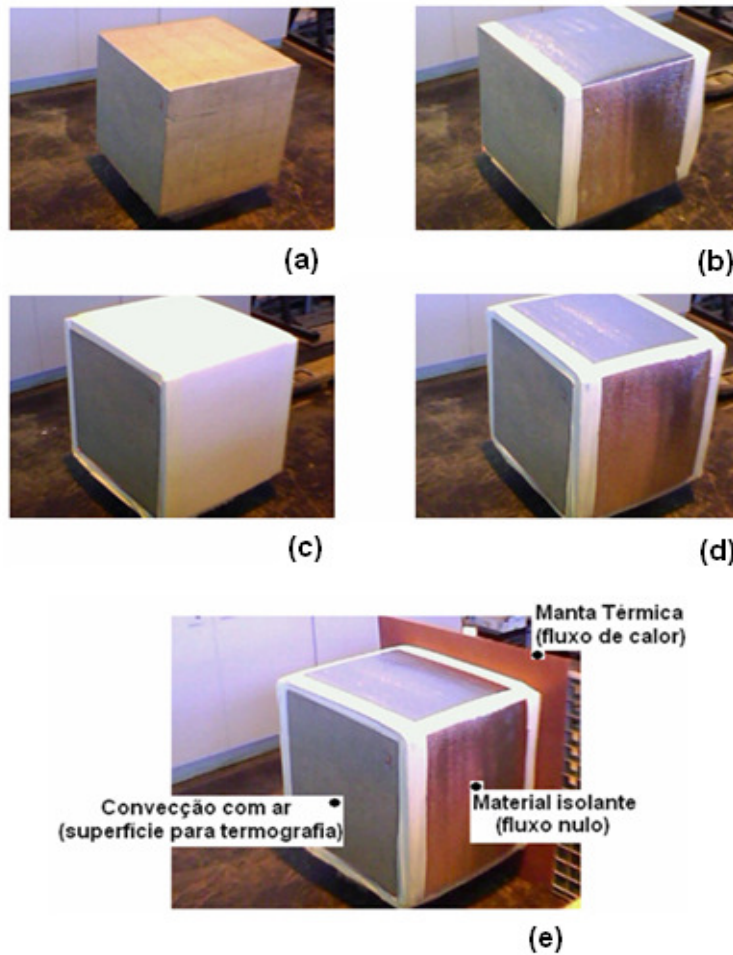 (a)
(b)
(c)
(d)
Manta Térmica
(fluxo de calor)
Convecção com ar
(superfície para termografia)
Material isolante
(fluxo nulo)
(e)